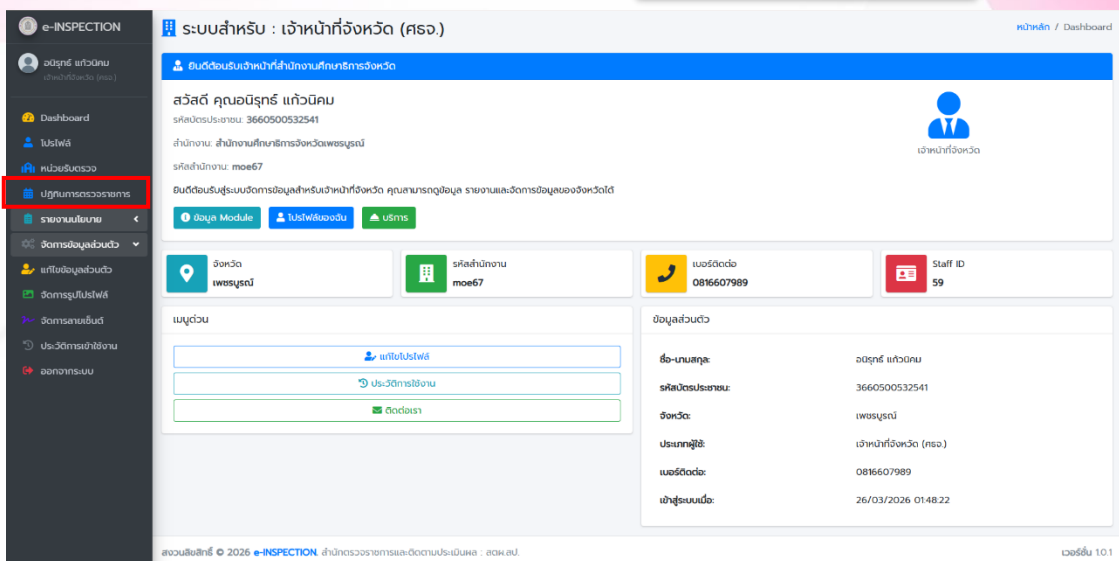 e-INSPECTION
อนิรุทธ์ แก้วนิคม
เจ้าหน้าที่จังหวัด (ศธจ.)
Dashboard
โปรไฟล์
หน่วยรับตรวจ
ปฏิทินการตรวจราชการ
รายงานนโยบาย
จัดการข้อมูลส่วนตัว
แก้ไขข้อมูลส่วนตัว
จัดการรูปโปรไฟล์
จัดการลายเซ็นต์
ประวัติการเข้าใช้งาน
ออกจากระบบ
ระบบสำหรับ : เจ้าหน้าที่จังหวัด (ศธจ.)
หน้าหลัก / Dashboard
ยินดีต้อนรับเจ้าหน้าที่สำนักงานศึกษาธิการจังหวัด
สวัสดี คุณอนิรุทธ์ แก้วนิคม
รหัสบัตรประชาชน: 3660500532541
สำนักงาน: สำนักงานศึกษาธิการจังหวัดเพชรบูรณ์
รหัสสำนักงาน: moe67
ยินดีต้อนรับสู่ระบบจัดการข้อมูลสำหรับเจ้าหน้าที่จังหวัด คุณสามารถดูข้อมูล รายงานและจัดการข้อมูลของจังหวัดได้
ข้อมูล Module
โปรไฟล์ของฉัน
บริการ
เจ้าหน้าที่จังหวัด
จังหวัด
เพชรบูรณ์
รหัสสำนักงาน
moe67
เบอร์ติดต่อ
0816607989
Staff ID
59
เมนูด่วน
แก้ไขโปรไฟล์
ประวัติการใช้งาน
ติดต่อเรา
ข้อมูลส่วนตัว
ชื่อ-นามสกุล: อนิรุทธ์ แก้วนิคม
รหัสบัตรประชาชน: 3660500532541
จังหวัด: เพชรบูรณ์
ประเภทผู้ใช้: เจ้าหน้าที่จังหวัด (ศธจ.)
เบอร์ติดต่อ: 0816607989
เข้าสู่ระบบเมื่อ: 26/03/2026 01:48:22
สงวนลิขสิทธิ์ © 2026 e-INSPECTION. สำนักตรวจราชการและติดตามประเมินผล : สตผ.สป.
เวอร์ชั่น 1.0.1